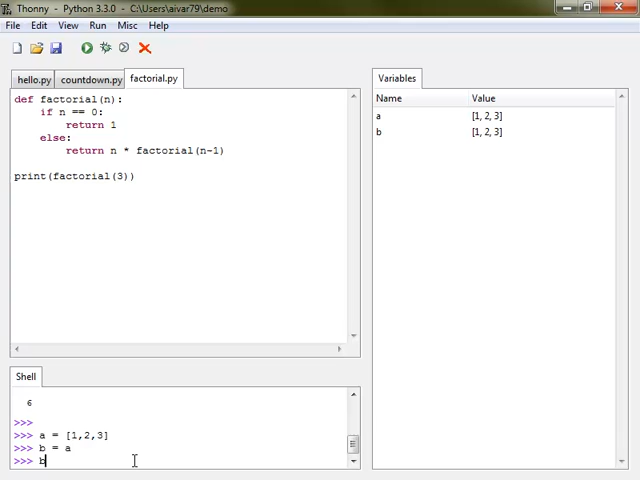 Thonny - Python 3.3.0 - C:\Users\aivar79\demo
File Edit View Run Misc Help
hello.py countdown.py factorial.py
def factorial(n):
    if n == 0:
        return 1
    else:
        return n * factorial(n-1)
print(factorial(3))
Shell
6
>>>
>>> a = [1,2,3]
>>> b = a
>>> b
Variables
Name Value
a [1, 2, 3]
b [1, 2, 3]